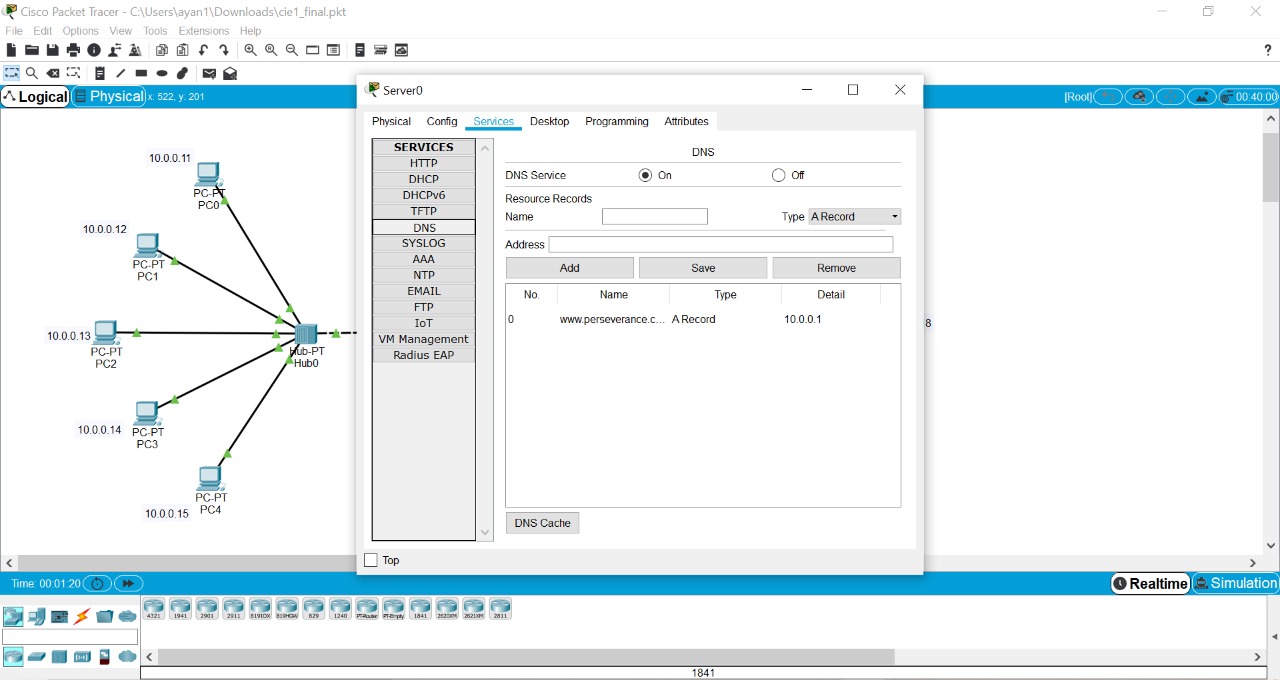 Cisco Packet Tracer - C:\Users\ayan1\Downloads\cie1_final.pkt
File Edit Options View Tools Extensions Help
?
Logical Physical x: 522, y: 201
[Root] 00:40:00
Server0
Physical Config Services Desktop Programming Attributes
SERVICES
HTTP
DHCP
DHCPv6
TFTP
DNS
SYSLOG
AAA
NTP
EMAIL
FTP
IoT
VM Management
Radius EAP
DNS
DNS Service On Off
Resource Records
Name Type A Record
Address
Add Save Remove
No. Name Type Detail
0 www.perseverance.c... A Record 10.0.0.1
DNS Cache
Top
10.0.0.11
PC-PT
PC0
10.0.0.12
PC-PT
PC1
10.0.0.13
PC-PT
PC2
Hub-PT
Hub0
8
10.0.0.14
PC-PT
PC3
10.0.0.15
PC-PT
PC4
Time: 00:01:20
Realtime Simulation
4321 1941 2901 2911 819IOX 819HGW 829 1240 PT-Router PT-Empty 1841 2620XM 2621XM 2811
1841